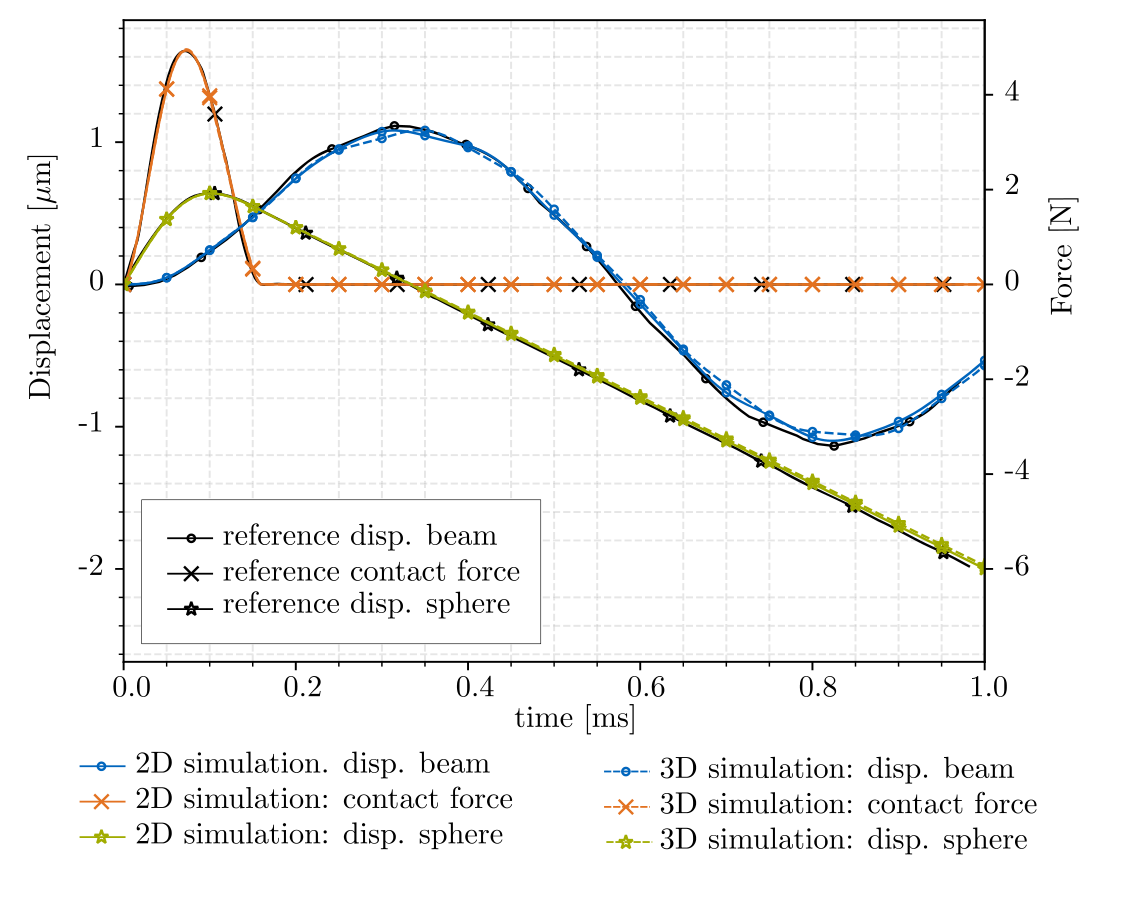 Displacement [μm]
1
0
-1
-2
4
2
0
-2
-4
-6
Force [N]
reference disp. beam
reference contact force
reference disp. sphere
0.0 0.2 0.4 0.6 0.8 1.0
time [ms]
2D simulation. disp. beam
2D simulation: contact force
2D simulation: disp. sphere
3D simulation: disp. beam
3D simulation: contact force
3D simulation: disp. sphere